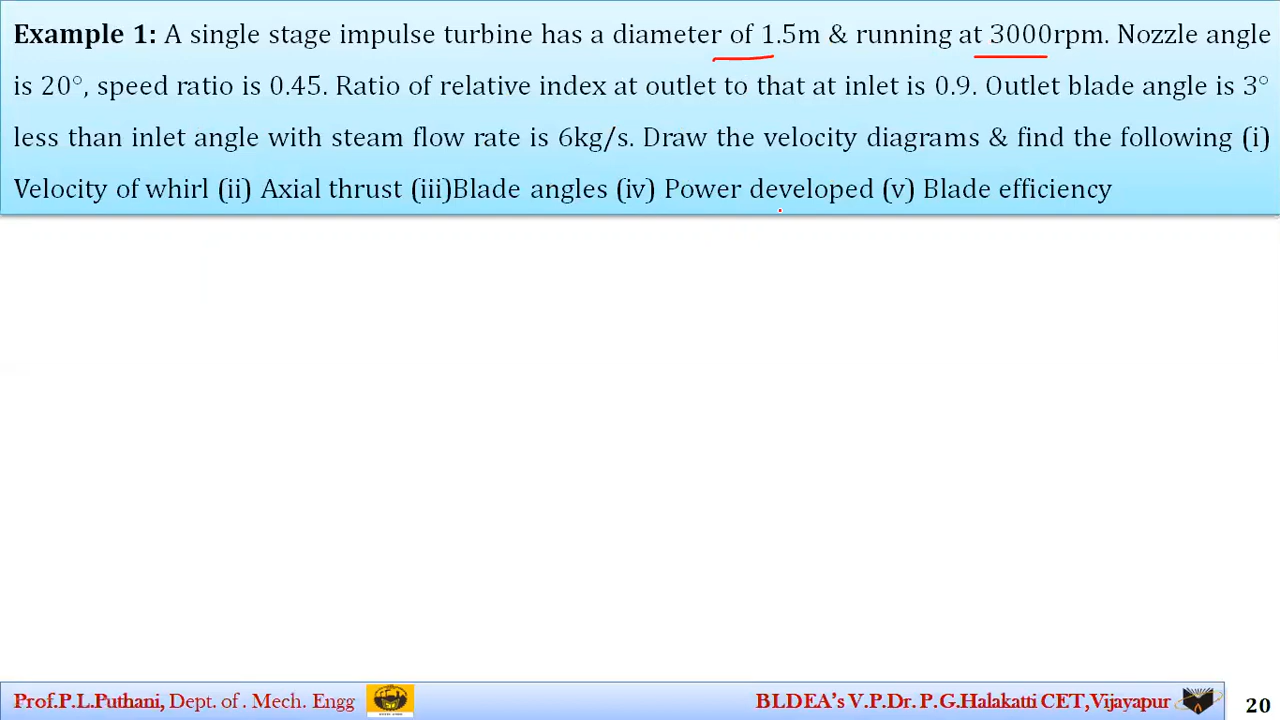 Example 1: A single stage impulse turbine has a diameter of 1.5m & running at 3000rpm. Nozzle angle
is 20°, speed ratio is 0.45. Ratio of relative index at outlet to that at inlet is 0.9. Outlet blade angle is 3°
less than inlet angle with steam flow rate is 6kg/s. Draw the velocity diagrams & find the following (i)
Velocity of whirl (ii) Axial thrust (iii)Blade angles (iv) Power developed (v) Blade efficiency
Prof.P.L.Puthani, Dept. of . Mech. Engg BLDEA's V.P.Dr. P.G.Halakatti CET,Vijayapur 20